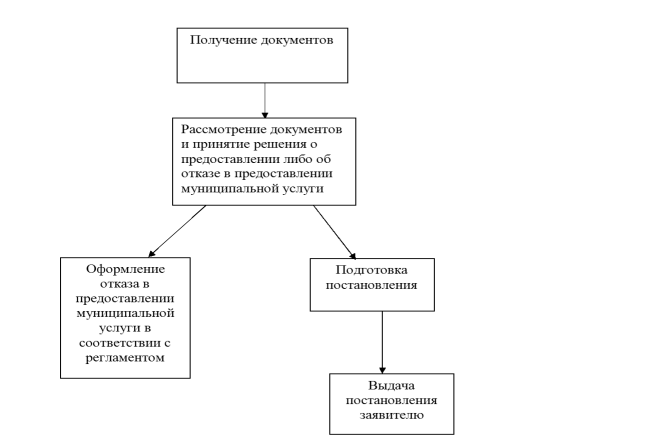 Получение документов
Рассмотрение документов
и принятие решения о
предоставлении либо об
отказе в предоставлении
муниципальной услуги
Оформление
отказа в
предоставлении
муниципальной
услуги в
соответствии с
регламентом
Подготовка
постановления
Выдача
постановления
заявителю